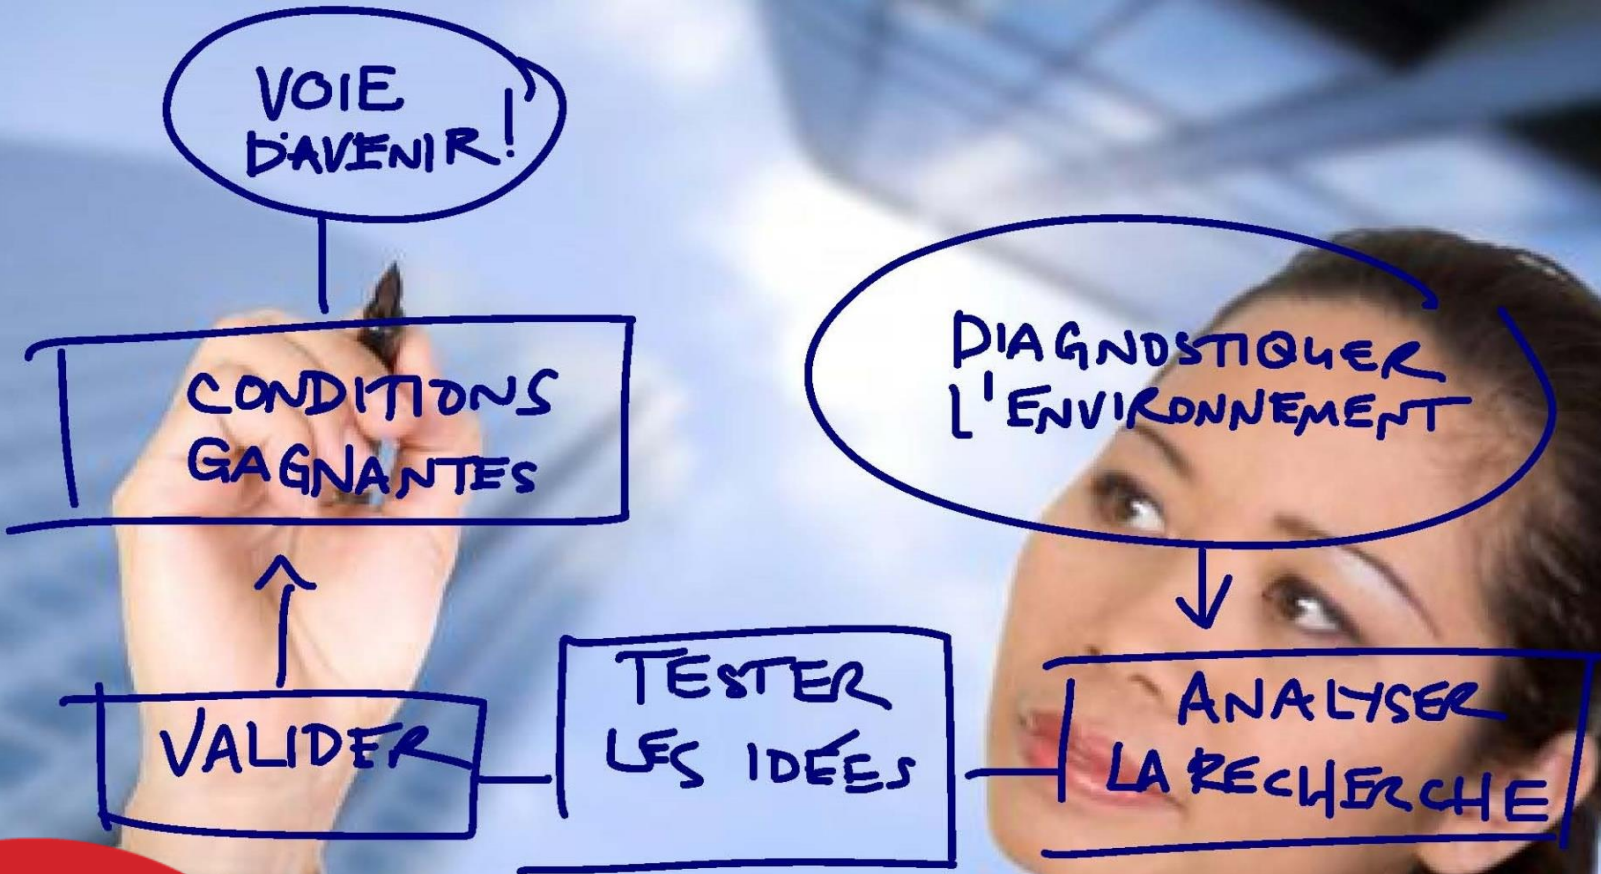 VOIE
D'AVENIR!
CONDITIONS
GAGNANTES
DIAGNOSTIQUER
L'ENVIRONNEMENT
VALIDER
TESTER
LES IDÉES
ANALYSER
LA RECHERCHE